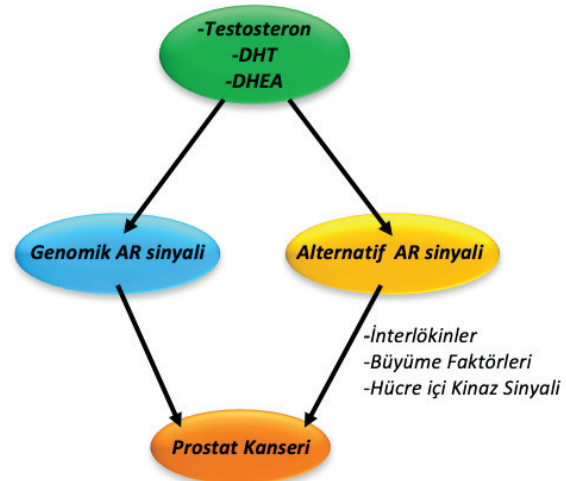 -Testosteron
-DHT
-DHEA
Genomik AR sinyali
Alternatif AR sinyali
-İnterlökinler
-Büyüme Faktörleri
-Hücre içi Kinaz Sinyali
Prostat Kanseri